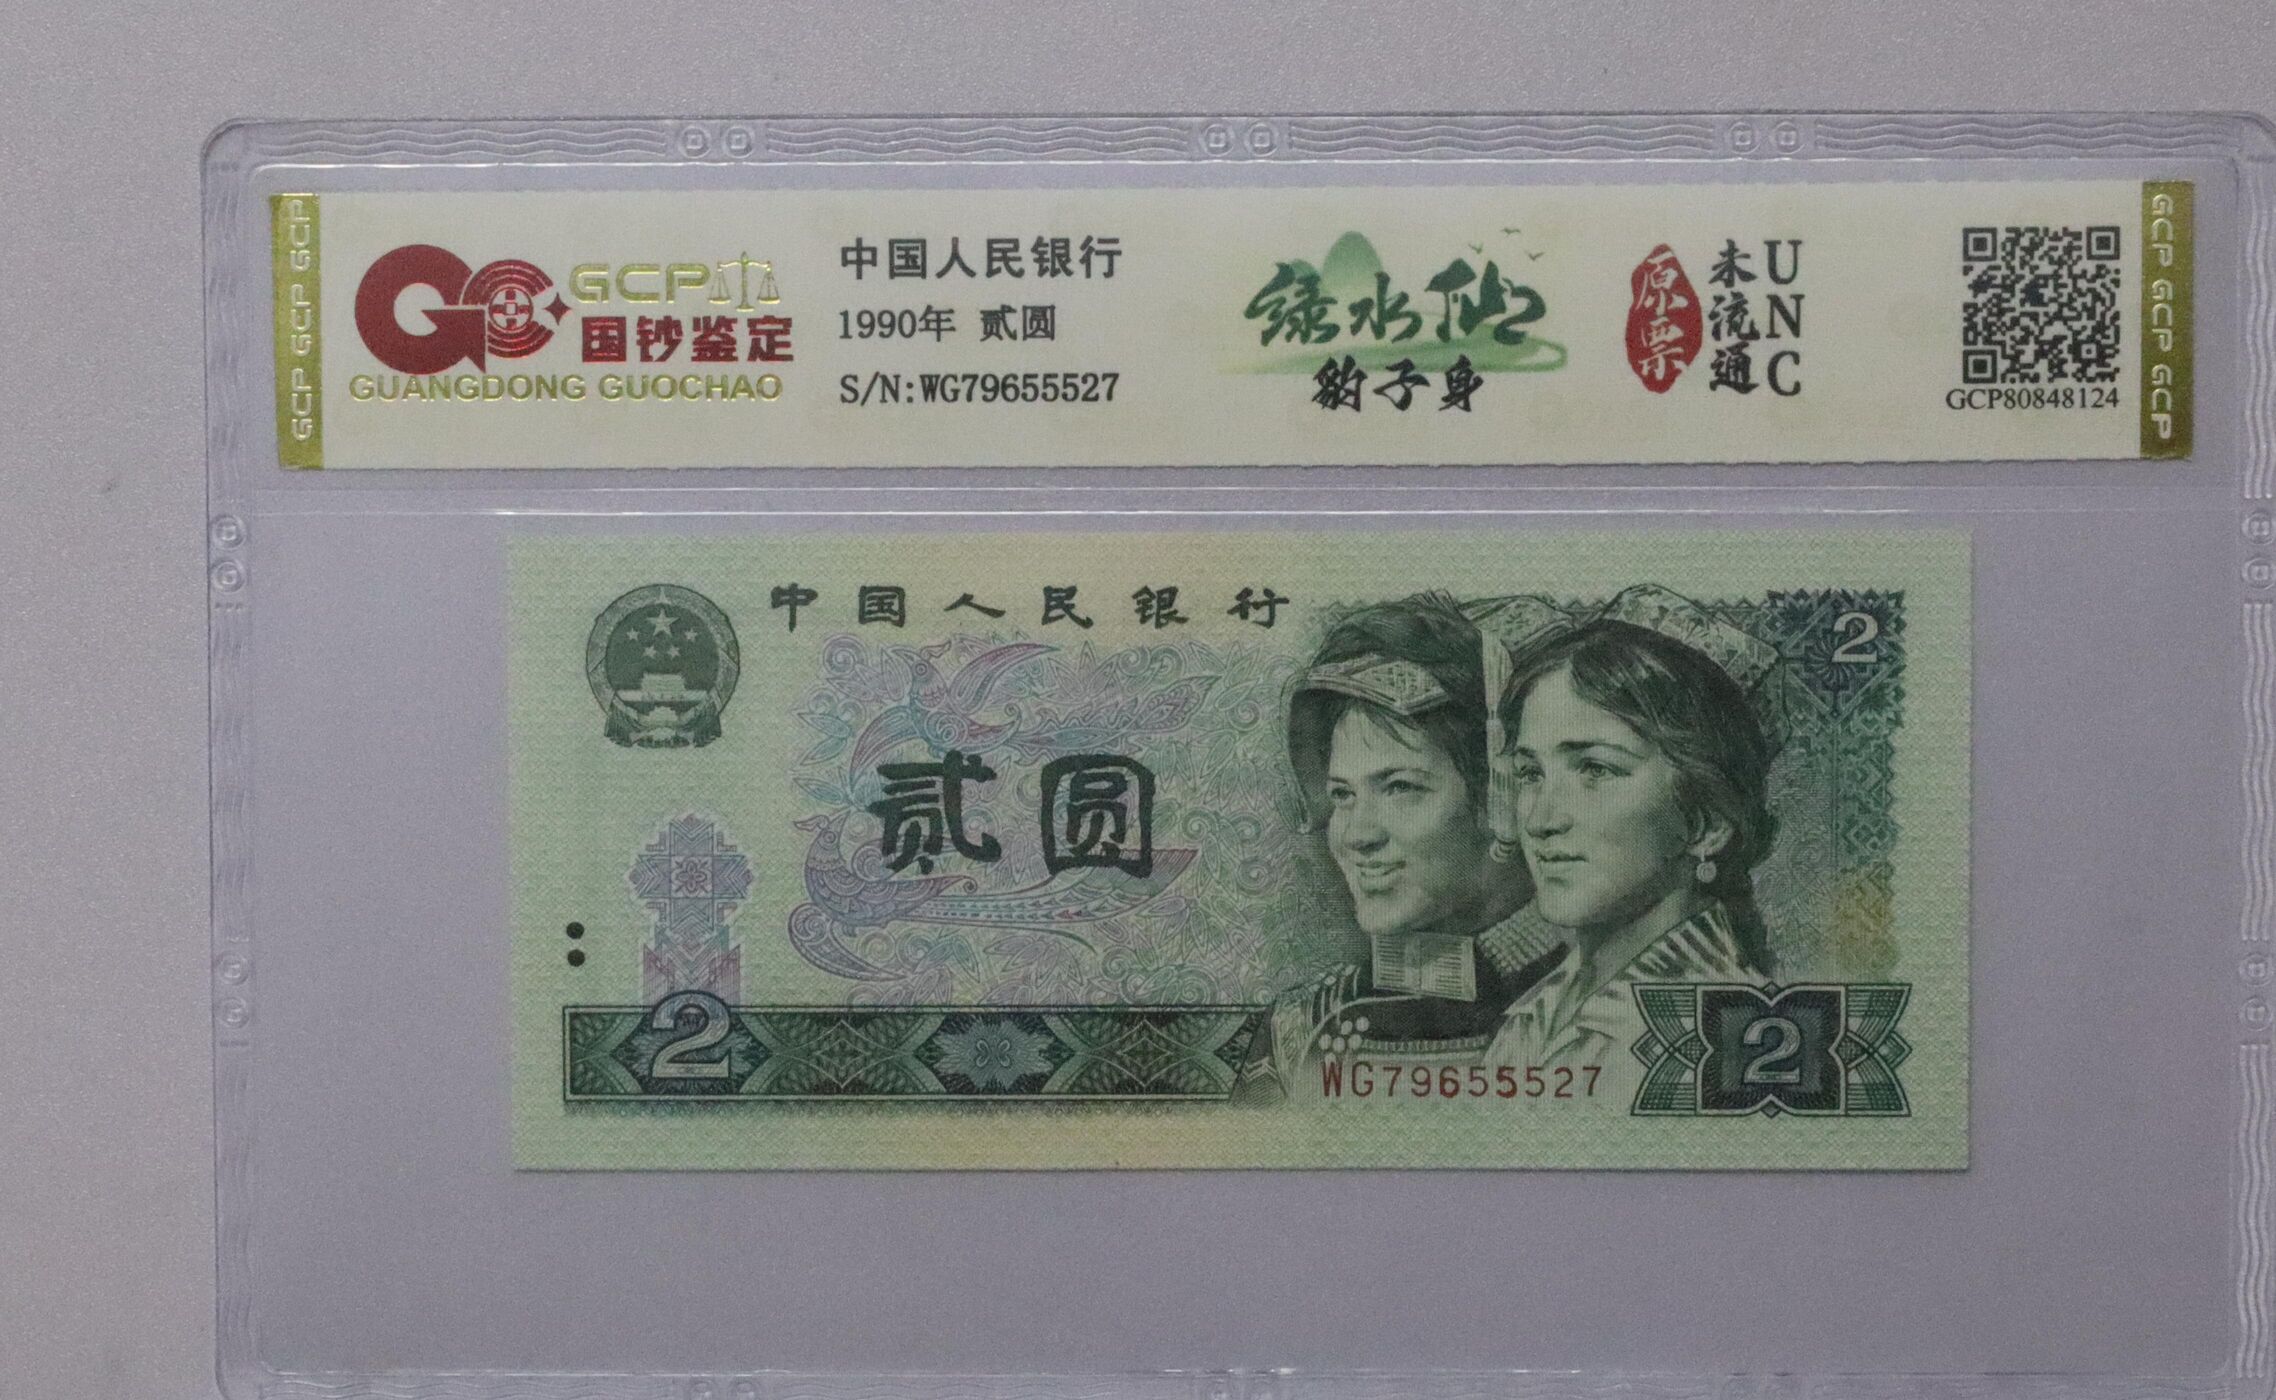 GCP GCP GCP
GCP
国钞鉴定
GUANGDONG GUOCHAO
中国人民银行
1990年 贰圆
S/N:WG79655527
绿水仙
豹子身
原票
未流通
UNC
GCP80848124
GCP GCP GCP
中国人民银行
2
贰圆
2
WG79655527
2